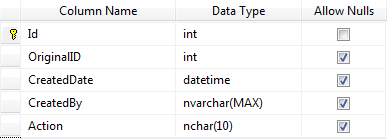 Column Name Data Type Allow Nulls
Id int
OriginalID int
CreatedDate datetime
CreatedBy nvarchar(MAX)
Action nchar(10)